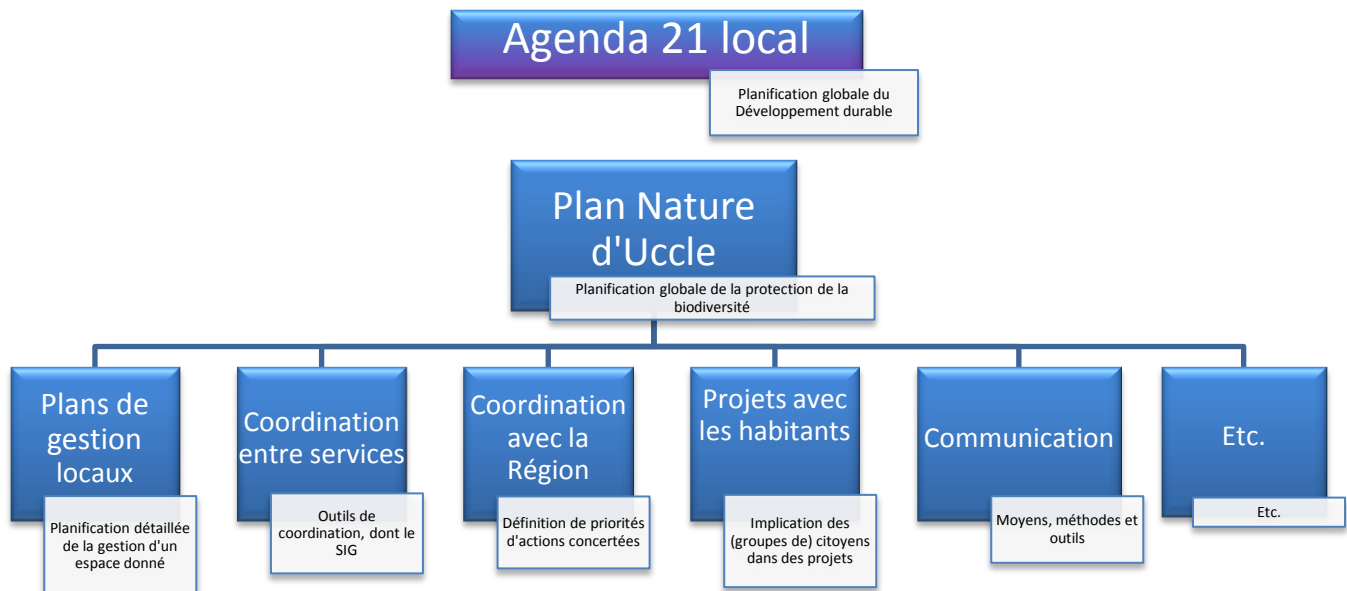 Agenda 21 local
Planification globale du
Développement durable
Plan Nature
d'Uccle
Planification globale de la protection de la
biodiversité
Plans de
gestion
locaux
Planification détaillée
de la gestion d'un
espace donné
Coordination
entre services
Outils de
coordination, dont le
SIG
Coordination
avec la
Région
Définition de priorités
d'actions concertées
Projets avec
les habitants
Implication des
(groupes de) citoyens
dans des projets
Communication
Moyens, méthodes et
outils
Etc.
Etc.